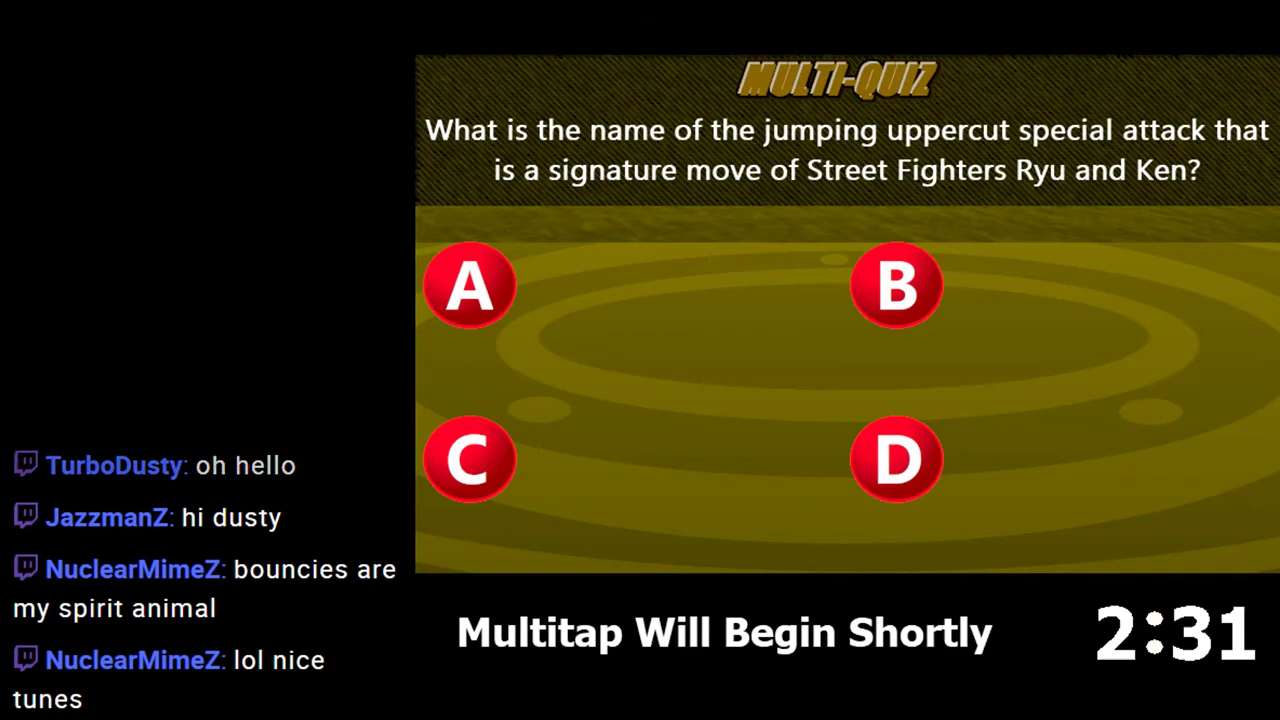 MULTI-QUIZ
What is the name of the jumping uppercut special attack that
is a signature move of Street Fighters Ryu and Ken?
A
B
C
D
TurboDusty: oh hello
JazzmanZ: hi dusty
NuclearMimeZ: bouncies are
my spirit animal
NuclearMimeZ: lol nice
tunes
Multitap Will Begin Shortly
2:31